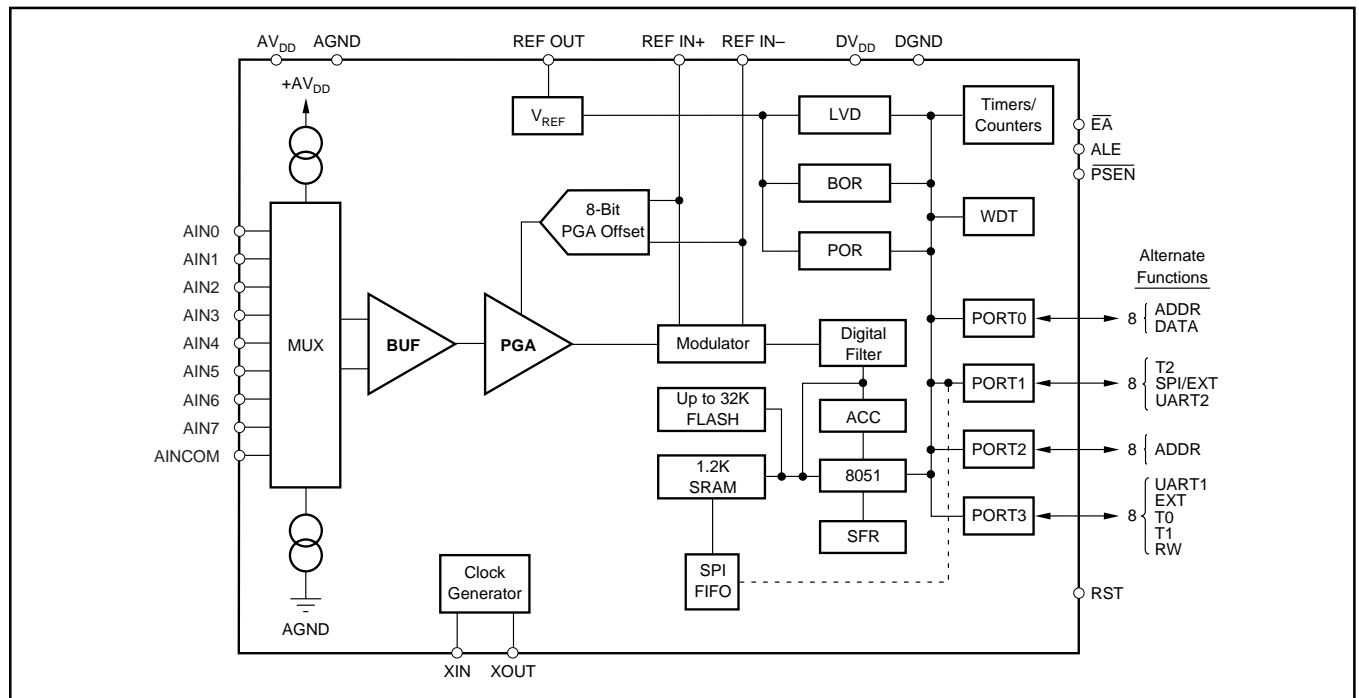 AVDD
AGND
REF OUT
REF IN+
REF IN–
DVDD
DGND
+AVDD
VREF
LVD
Timers/
Counters
EA
ALE
PSEN
8-Bit
PGA Offset
BOR
WDT
POR
AIN0
AIN1
AIN2
AIN3
AIN4
AIN5
AIN6
AIN7
AINCOM
MUX
BUF
PGA
Modulator
Digital
Filter
Alternate
Functions
PORT0
8
ADDR
DATA
PORT1
8
T2
SPI/EXT
UART2
Up to 32K
FLASH
ACC
PORT2
8
ADDR
1.2K
SRAM
8051
PORT3
8
UART1
EXT
T0
T1
RW
SFR
SPI
FIFO
Clock
Generator
RST
AGND
XIN
XOUT